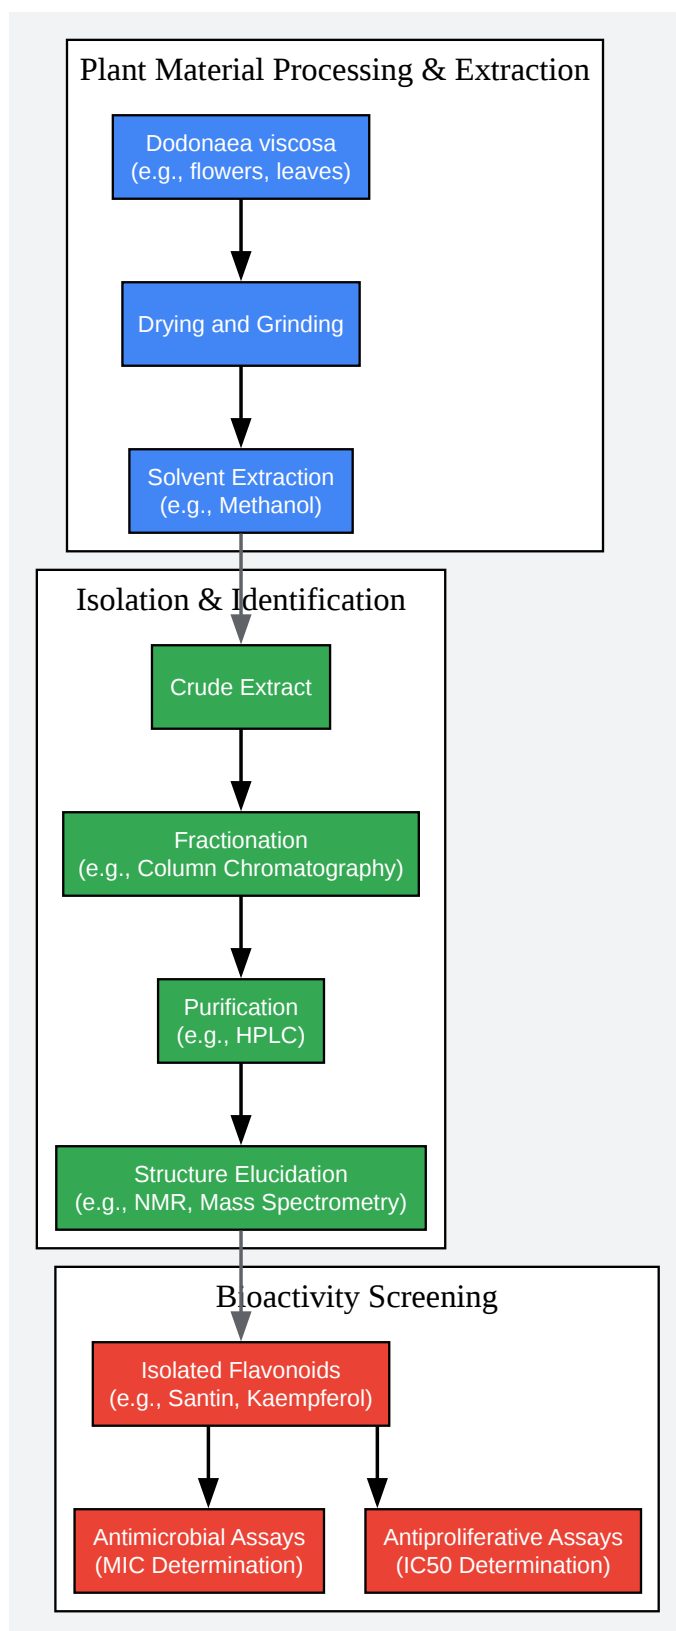 Plant Material Processing & Extraction
Dodonaea viscosa
(e.g., flowers, leaves)
Drying and Grinding
Solvent Extraction
(e.g., Methanol)
Isolation & Identification
Crude Extract
Fractionation
(e.g., Column Chromatography)
Purification
(e.g., HPLC)
Structure Elucidation
(e.g., NMR, Mass Spectrometry)
Bioactivity Screening
Isolated Flavonoids
(e.g., Santin, Kaempferol)
Antimicrobial Assays
(MIC Determination)
Antiproliferative Assays
(IC50 Determination)